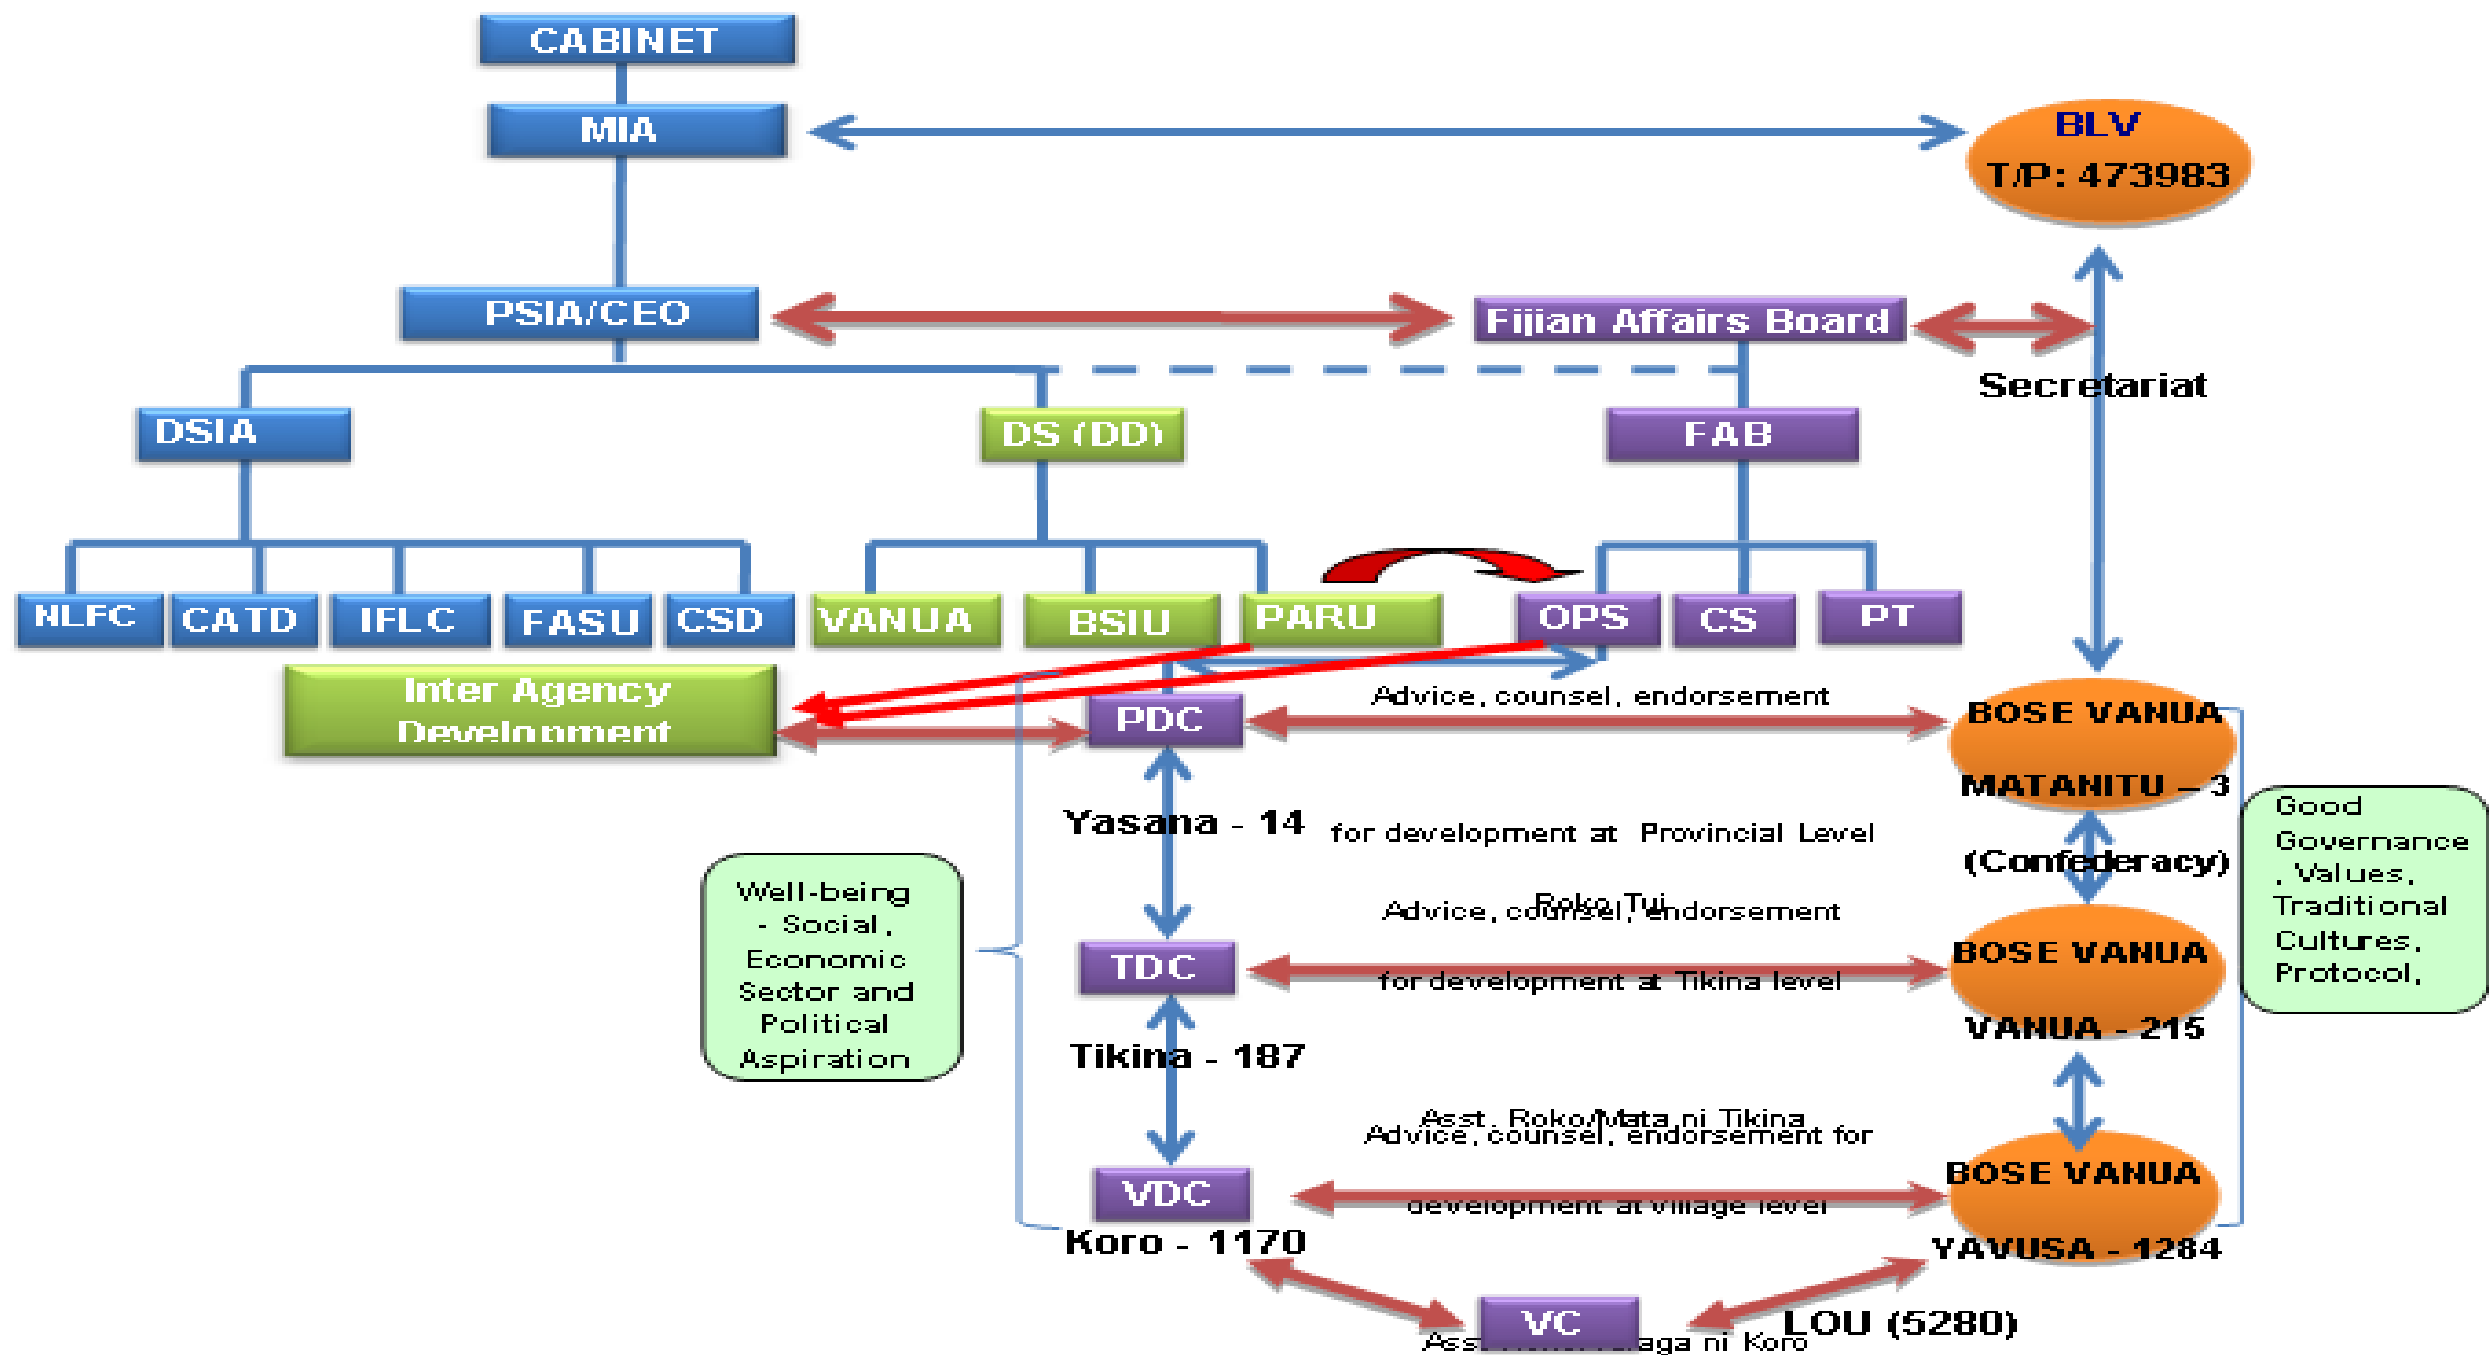 CABINET
MIA
BLV
T/P: 473983
PSIA/CEO
Fijian Affairs Board
Secretariat
DSIA
DS (DD)
FAB
NLFC
CATD
IFLC
FASU
CSD
VANUA
BSIU
PARU
OPS
CS
PT
Inter Agency
Development
PDC
Advice, counsel, endorsement
BOSE VANUA
MATANITU – 3
(Confederacy)
Yasana - 14
for development at Provincial Level
Roko Tui
Good
Governance
, Values,
Traditional
Cultures,
Protocol,
Well-being
- Social,
Economic
Sector and
Political
Aspiration
Advice, counsel, endorsement
TDC
for development at Tikina level
BOSE VANUA
VANUA - 215
Tikina - 187
Asst. Roko/Mata ni Tikina
Advice, counsel, endorsement for
VDC
development at village level
BOSE VANUA
YAVUSA - 1284
Koro - 1170
VC
LOU (5280)
ni Koro